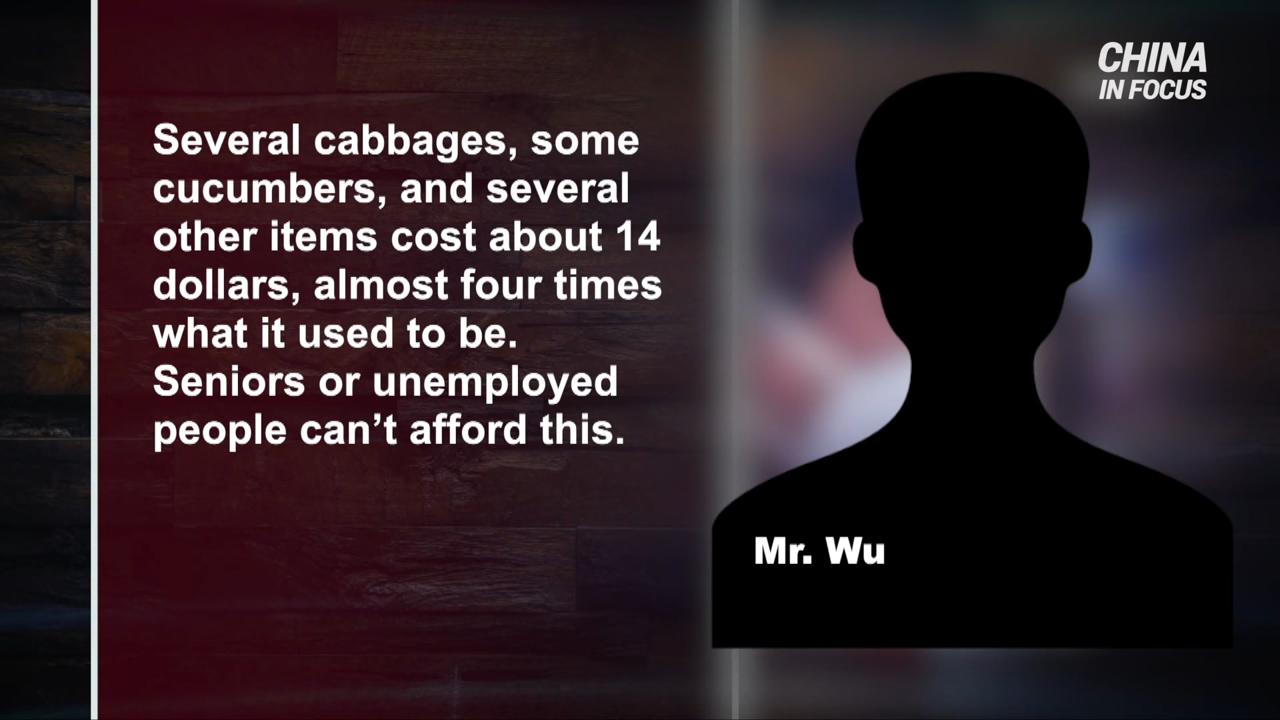 CHINA
IN FOCUS
Several cabbages, some
cucumbers, and several
other items cost about 14
dollars, almost four times
what it used to be.
Seniors or unemployed
people can’t afford this.
Mr. Wu